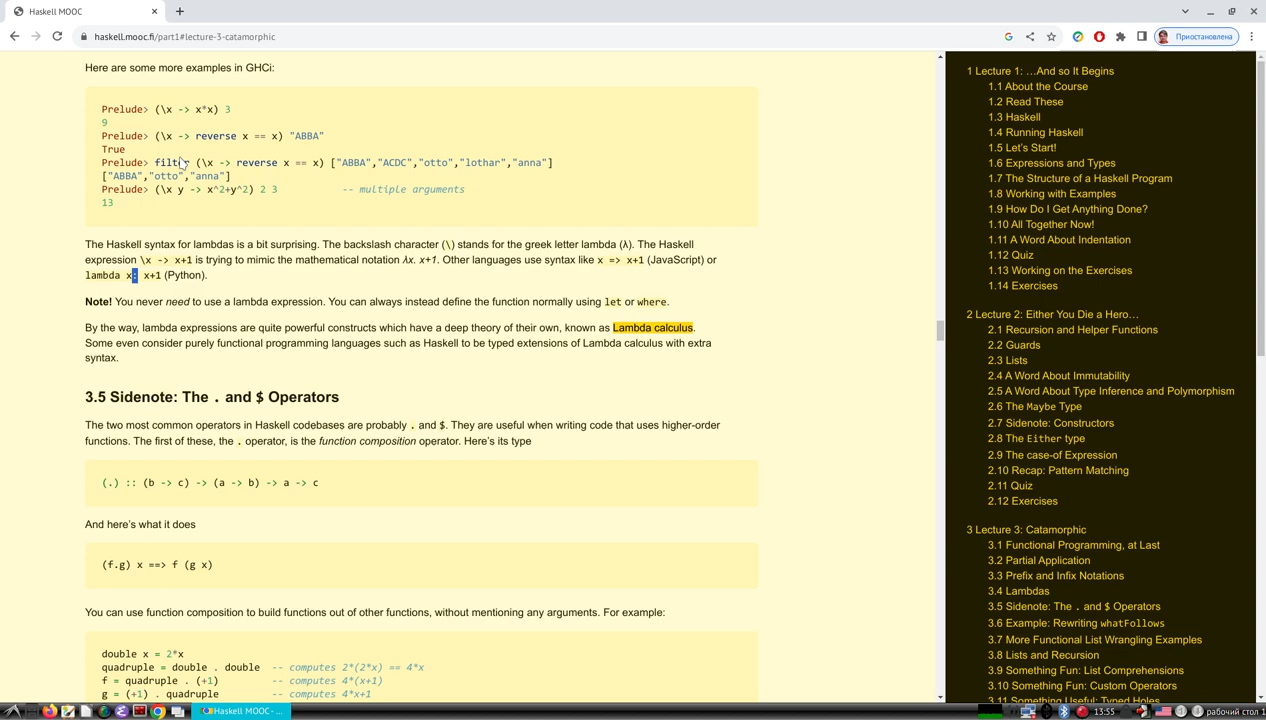 Haskell MOOC
haskell.mooc.fi/part1#lecture-3-catamorphic
Приостановлена
Here are some more examples in GHCi:
Prelude> (\x -> x*x) 3
9
Prelude> (\x -> reverse x == x) "ABBA"
True
Prelude> filter (\x -> reverse x == x) ["ABBA","ACDC","otto","lothar","anna"]
["ABBA","otto","anna"]
Prelude> (\x y -> x^2+y^2) 2 3 -- multiple arguments
13
The Haskell syntax for lambdas is a bit surprising. The backslash character (\) stands for the greek letter lambda (λ). The Haskell
expression \x -> x+1 is trying to mimic the mathematical notation λx. x+1. Other languages use syntax like x => x+1 (JavaScript) or
lambda x: x+1 (Python).
Note! You never need to use a lambda expression. You can always instead define the function normally using let or where.
By the way, lambda expressions are quite powerful constructs which have a deep theory of their own, known as Lambda calculus.
Some even consider purely functional programming languages such as Haskell to be typed extensions of Lambda calculus with extra
syntax.
3.5 Sidenote: The . and $ Operators
The two most common operators in Haskell codebases are probably . and $. They are useful when writing code that uses higher-order
functions. The first of these, the . operator, is the function composition operator. Here's its type
(.) :: (b -> c) -> (a -> b) -> a -> c
And here's what it does
(f.g) x ==> f (g x)
You can use function composition to build functions out of other functions, without mentioning any arguments. For example:
double x = 2*x
quadruple = double . double -- computes 2*(2*x) == 4*x
f = quadruple . (+1) -- computes 4*(x+1)
g = (+1) . quadruple -- computes 4*x+1
1 Lecture 1: …And so It Begins
1.1 About the Course
1.2 Read These
1.3 Haskell
1.4 Running Haskell
1.5 Let's Start!
1.6 Expressions and Types
1.7 The Structure of a Haskell Program
1.8 Working with Examples
1.9 How Do I Get Anything Done?
1.10 All Together Now!
1.11 A Word About Indentation
1.12 Quiz
1.13 Working on the Exercises
1.14 Exercises
2 Lecture 2: Either You Die a Hero…
2.1 Recursion and Helper Functions
2.2 Guards
2.3 Lists
2.4 A Word About Immutability
2.5 A Word About Type Inference and Polymorphism
2.6 The Maybe Type
2.7 Sidenote: Constructors
2.8 The Either type
2.9 The case-of Expression
2.10 Recap: Pattern Matching
2.11 Quiz
2.12 Exercises
3 Lecture 3: Catamorphic
3.1 Functional Programming, at Last
3.2 Partial Application
3.3 Prefix and Infix Notations
3.4 Lambdas
3.5 Sidenote: The . and $ Operators
3.6 Example: Rewriting whatFollows
3.7 More Functional List Wrangling Examples
3.8 Lists and Recursion
3.9 Something Fun: List Comprehensions
3.10 Something Fun: Custom Operators
3.11 Something Useful: Typed Holes
Haskell MOOC -
13:55
рабочий стол 1